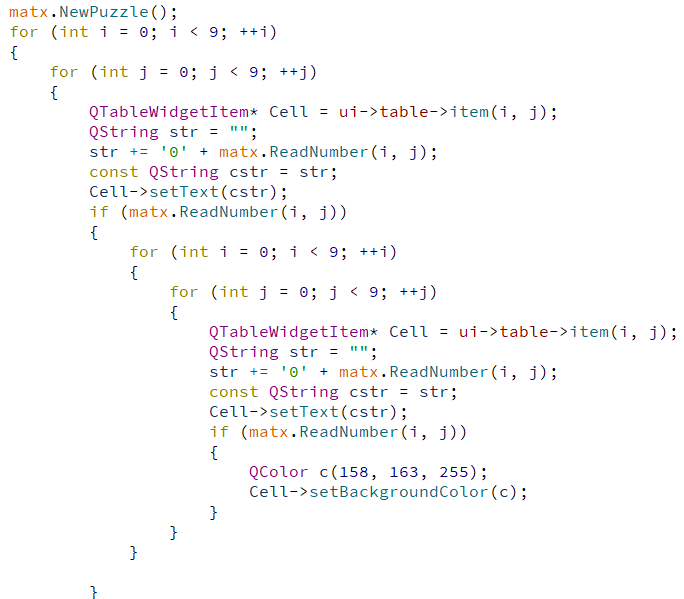 matx.NewPuzzle();
for (int i = 0; i < 9; ++i)
{
    for (int j = 0; j < 9; ++j)
    {
        QTableWidgetItem* Cell = ui->table->item(i, j);
        QString str = "";
        str += '0' + matx.ReadNumber(i, j);
        const QString cstr = str;
        Cell->setText(cstr);
        if (matx.ReadNumber(i, j))
        {
            for (int i = 0; i < 9; ++i)
            {
                for (int j = 0; j < 9; ++j)
                {
                    QTableWidgetItem* Cell = ui->table->item(i, j);
                    QString str = "";
                    str += '0' + matx.ReadNumber(i, j);
                    const QString cstr = str;
                    Cell->setText(cstr);
                    if (matx.ReadNumber(i, j))
                    {
                        QColor c(158, 163, 255);
                        Cell->setBackgroundColor(c);
                    }
                }
            }

        }